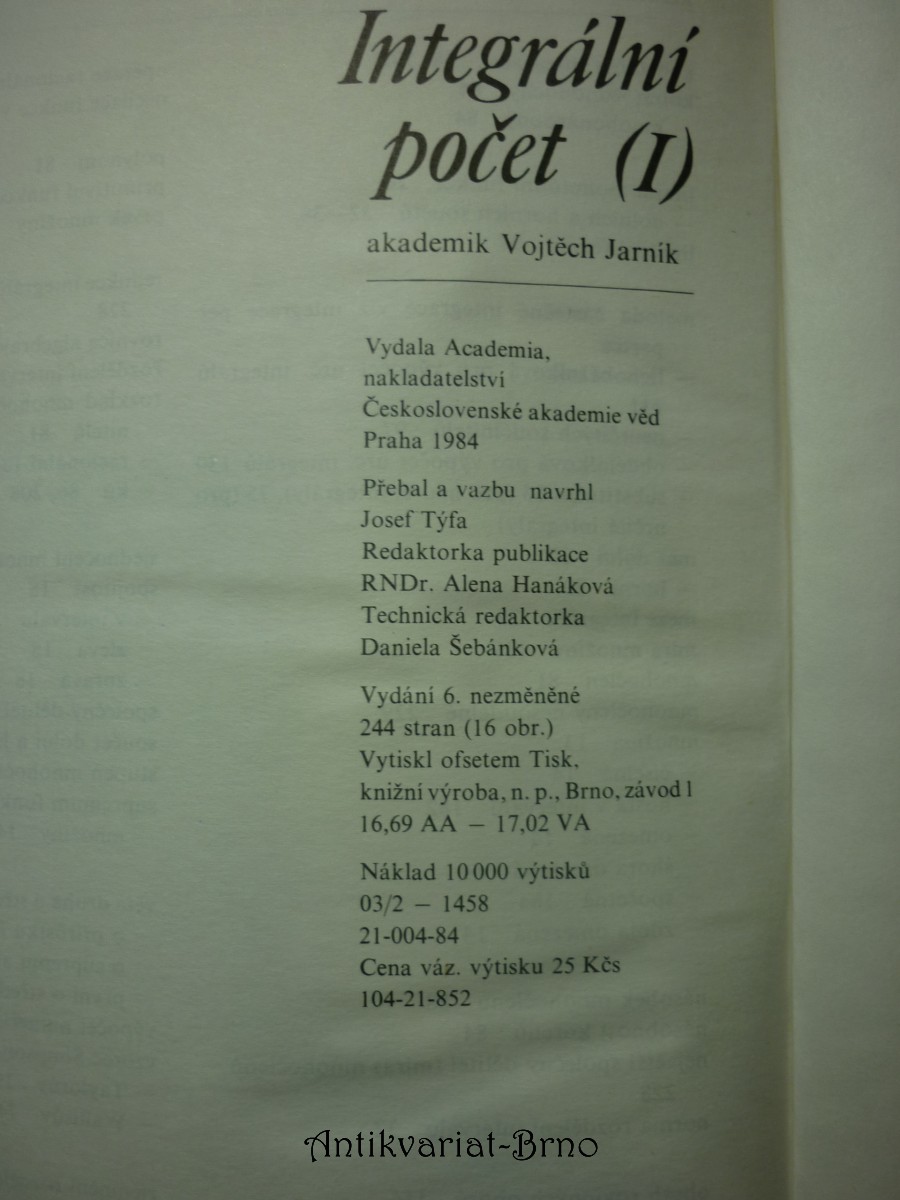 Integrální
počet (I)
akademik Vojtěch Jarník
Vydala Academia,
nakladatelství
Československé akademie věd
Praha 1984
Přebal a vazbu navrhl
Josef Týfa
Redaktorka publikace
RNDr. Alena Hanáková
Technická redaktorka
Daniela Šebánková
Vydání 6. nezměněné
244 stran (16 obr.)
Vytiskl ofsetem Tisk,
knižní výroba, n. p., Brno, závod 1
16,69 AA — 17,02 VA
Náklad 10 000 výtisků
03/2 — 1458
21-004-84
Cena váz. výtisku 25 Kčs
104-21-852
Antikvariat-Brno